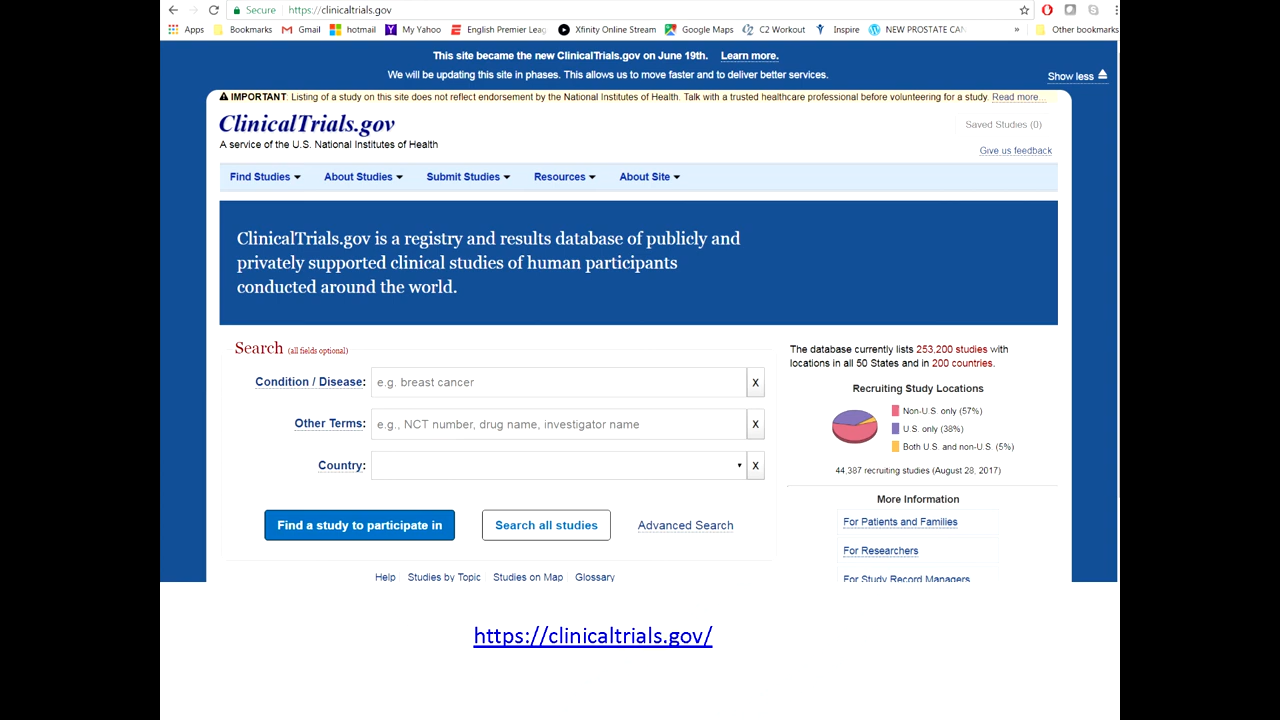 Secure https://clinicaltrials.gov
Apps Bookmarks Gmail hotmail My Yahoo English Premier Leag Xfinity Online Stream Google Maps C2 Workout Inspire NEW PROSTATE CAN » Other bookmarks
This site became the new ClinicalTrials.gov on June 19th. Learn more.
We will be updating this site in phases. This allows us to move faster and to deliver better services.
Show less
IMPORTANT: Listing of a study on this site does not reflect endorsement by the National Institutes of Health. Talk with a trusted healthcare professional before volunteering for a study. Read more...
ClinicalTrials.gov
A service of the U.S. National Institutes of Health
Saved Studies (0)
Give us feedback
Find Studies About Studies Submit Studies Resources About Site
ClinicalTrials.gov is a registry and results database of publicly and
privately supported clinical studies of human participants
conducted around the world.
Search (all fields optional)
Condition / Disease: e.g. breast cancer X
Other Terms: e.g., NCT number, drug name, investigator name X
Country: X
Find a study to participate in Search all studies Advanced Search
Help Studies by Topic Studies on Map Glossary
The database currently lists 253,200 studies with
locations in all 50 States and in 200 countries.
Recruiting Study Locations
Non-U.S. only (57%)
U.S. only (38%)
Both U.S. and non-U.S. (5%)
44,387 recruiting studies (August 28, 2017)
More Information
For Patients and Families
For Researchers
For Study Record Managers
https://clinicaltrials.gov/